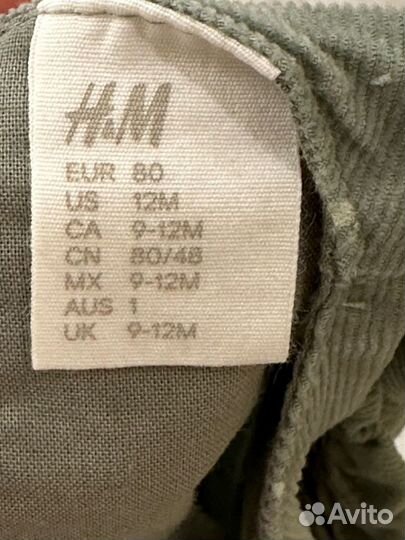 H&M
EUR 80
US 12M
CA 9-12M
CN 80/48
MX 9-12M
AUS 1
UK 9-12M
Avito